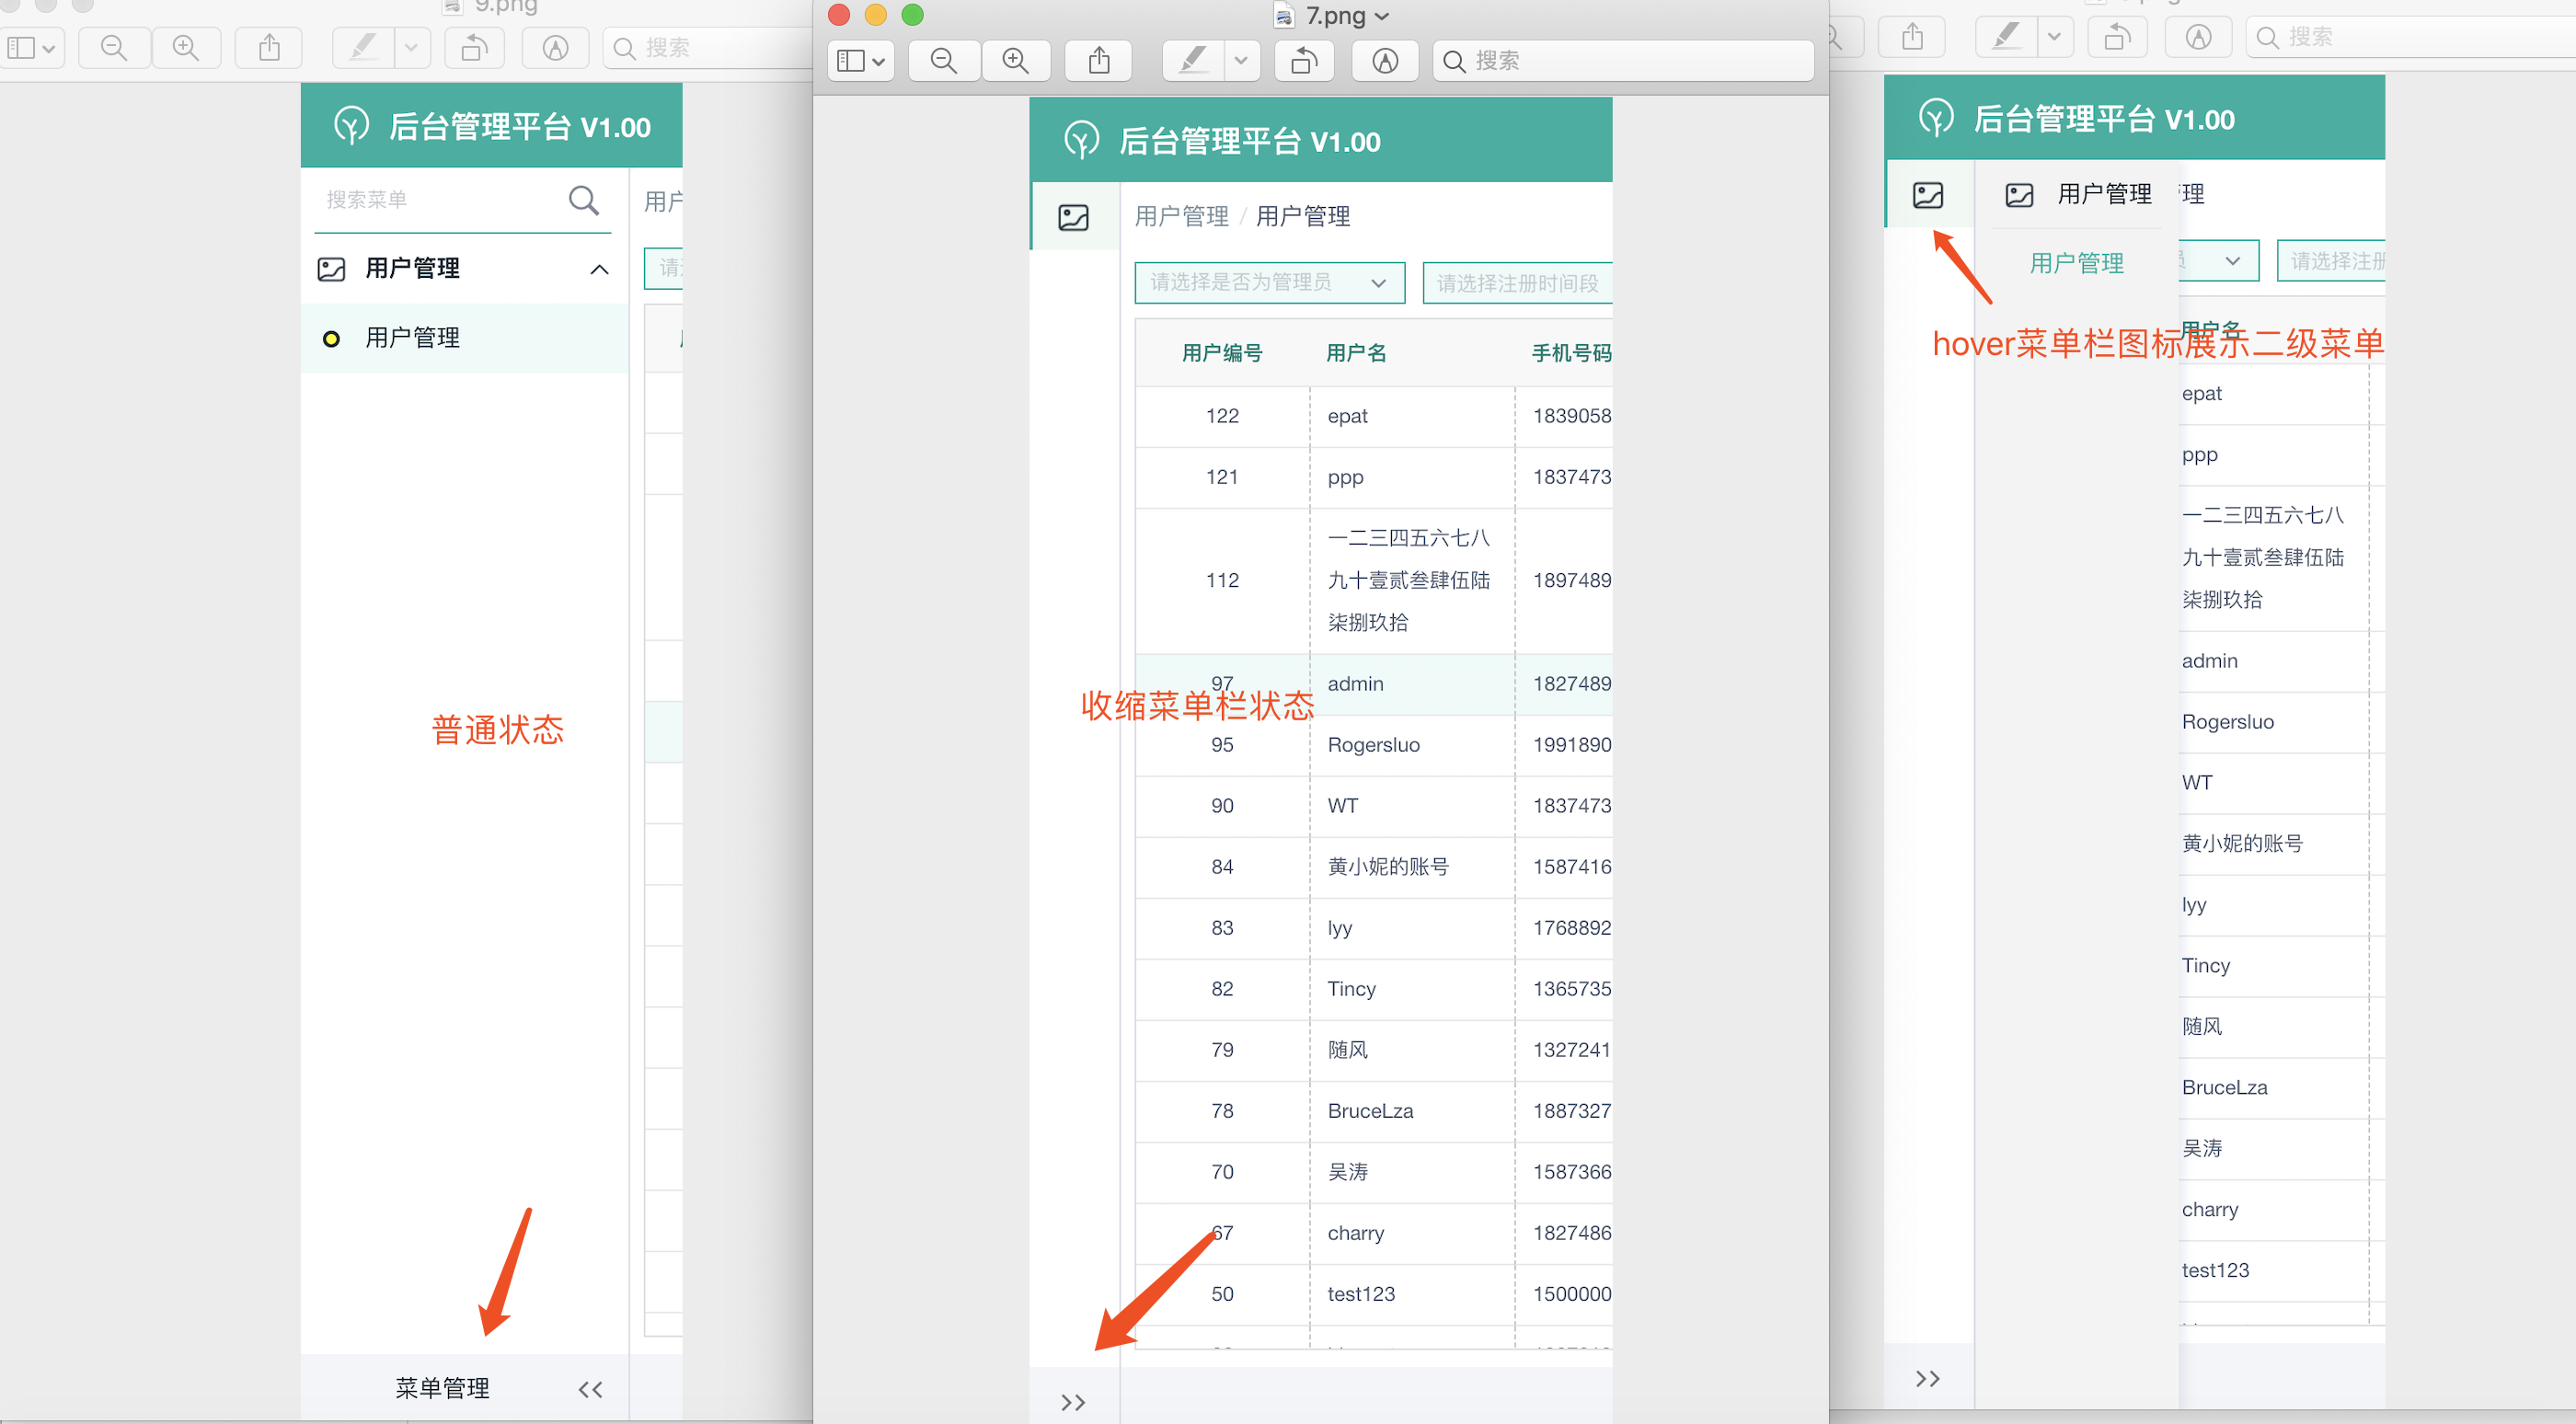 9.png
搜索
后台管理平台 V1.00
搜索菜单
用户
用户管理
用户管理
普通状态
菜单管理
7.png
搜索
后台管理平台 V1.00
用户管理 / 用户管理
请选择是否为管理员
请选择注册时间段
用户编号 用户名 手机号码
122 epat 1839058
121 ppp 1837473
112 一二三四五六七八
九十壹贰叁肆伍陆
柒捌玖拾 1897489
97 admin 1827489
收缩菜单栏状态
95 Rogersluo 1991890
90 WT 1837473
84 黄小妮的账号 1587416
83 lyy 1768892
82 Tincy 1365735
79 随风 1327241
78 BruceLza 1887327
70 吴涛 1587366
67 charry 1827486
50 test123 1500000
搜索
后台管理平台 V1.00
用户管理
理
用户管理
请选择注册
用户名
hover菜单栏图标展示二级菜单
epat
ppp
一二三四五六七八
九十壹贰叁肆伍陆
柒捌玖拾
admin
Rogersluo
WT
黄小妮的账号
lyy
Tincy
随风
BruceLza
吴涛
charry
test123